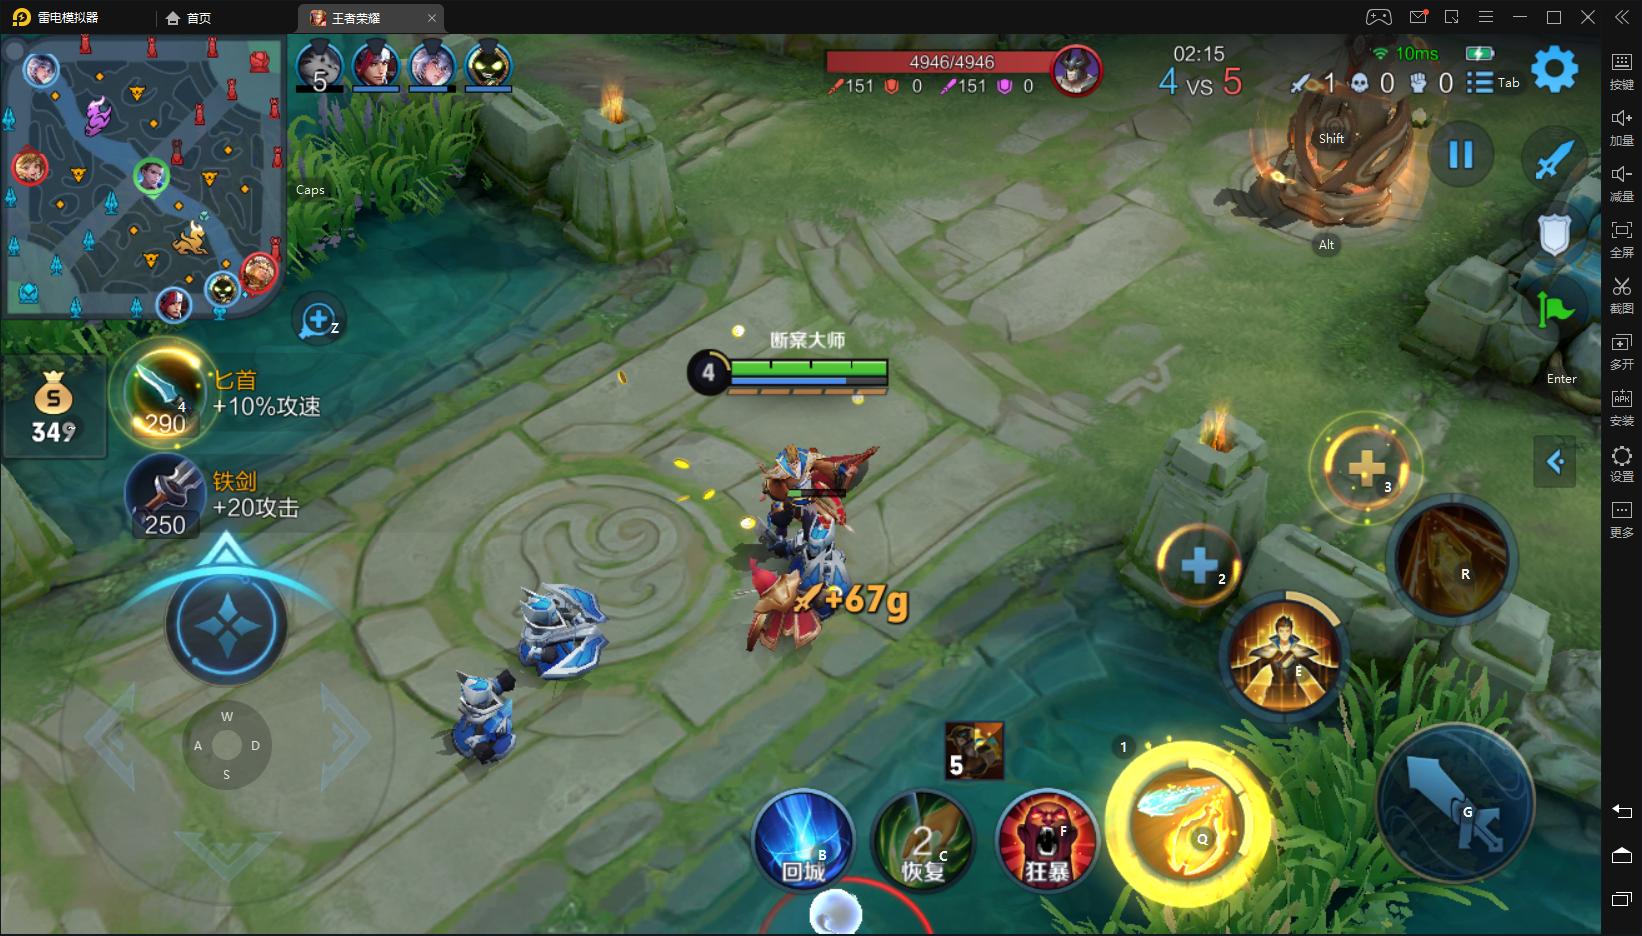 雷电模拟器
首页
王者荣耀
5
4946/4946
151
0
151
0
02:15
4 vs 5
10ms
1
0
0
Tab
按键
加量
减量
全屏
截图
多开
安装
设置
更多
Shift
Caps
Alt
Z
Enter
断案大师
4
匕首
+10%攻速
4
290
349
铁剑
+20攻击
250
+67g
3
2
R
E
W
A
D
S
5
1
Q
G
B
回城
2
C
恢复
F
狂暴